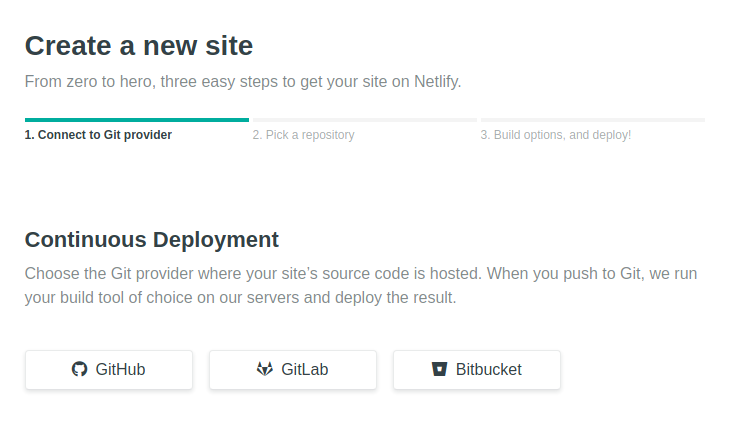 Create a new site
From zero to hero, three easy steps to get your site on Netlify.
1. Connect to Git provider
2. Pick a repository
3. Build options, and deploy!
Continuous Deployment
Choose the Git provider where your site’s source code is hosted. When you push to Git, we run
your build tool of choice on our servers and deploy the result.
GitHub
GitLab
Bitbucket